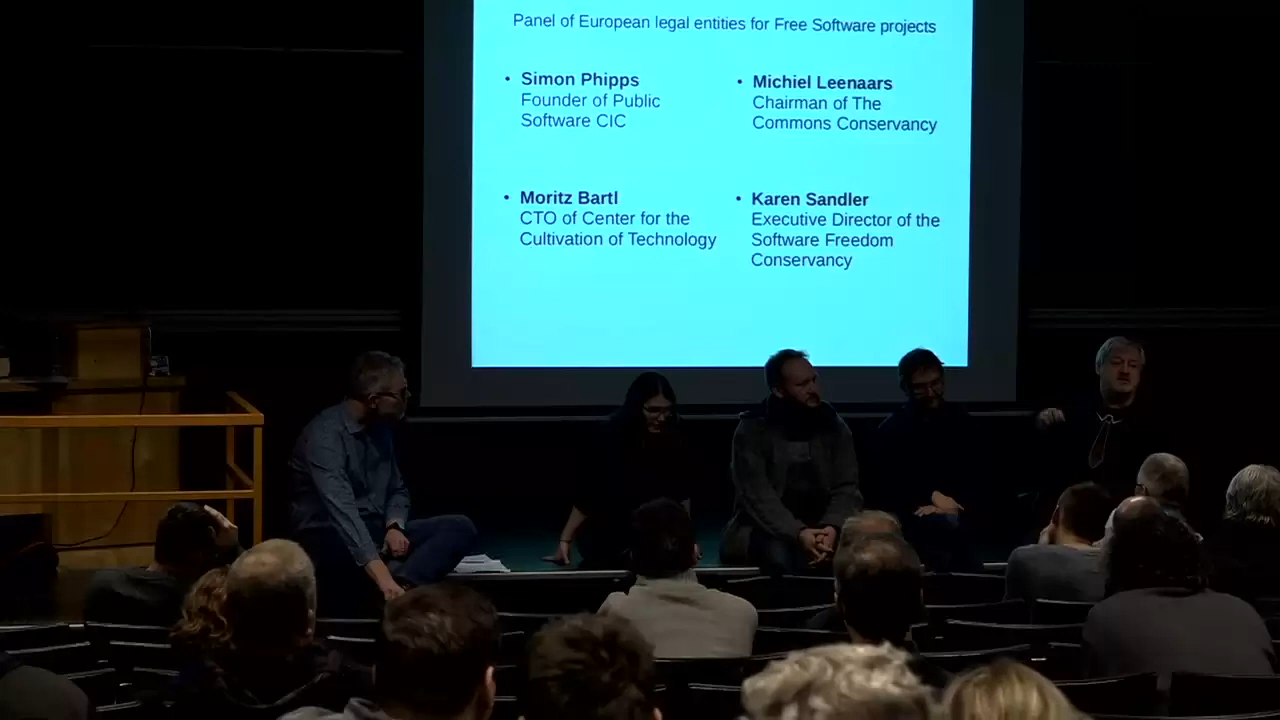 Panel of European legal entities for Free Software projects
• Simon Phipps
Founder of Public
Software CIC
• Michiel Leenaars
Chairman of The
Commons Conservancy
• Moritz Bartl
CTO of Center for the
Cultivation of Technology
• Karen Sandler
Executive Director of the
Software Freedom
Conservancy